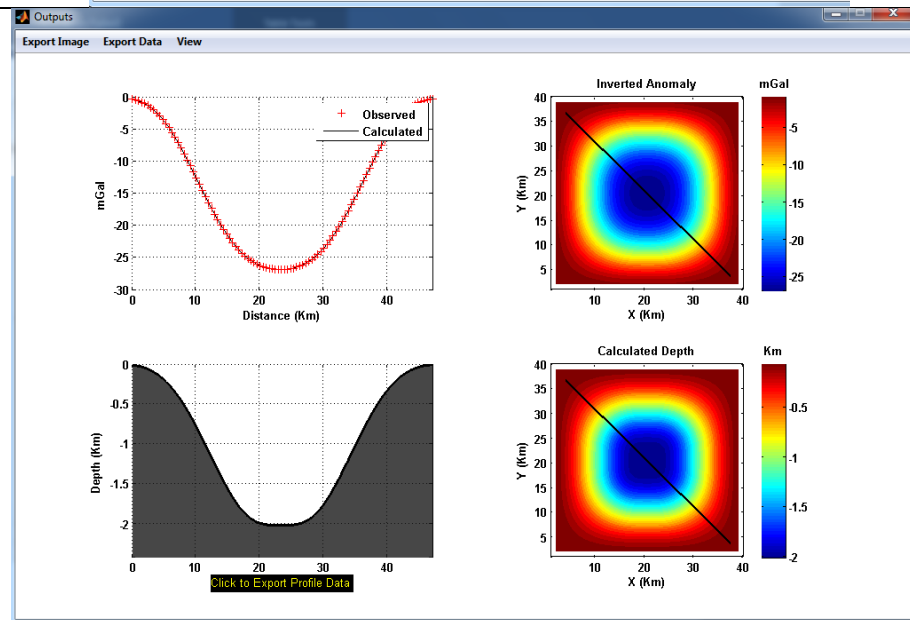 Outputs
Export Image Export Data View
0
-5
-10
-15
-20
-25
-30
mGal
0 10 20 30 40
Distance (Km)
Observed
Calculated
Inverted Anomaly
mGal
40
35
30
25
20
15
10
5
Y (Km)
10 20 30 40
X (Km)
-5
-10
-15
-20
-25
0
-0.5
-1
-1.5
-2
Depth (Km)
0 10 20 30 40
Click to Export Profile Data
Calculated Depth
Km
40
35
30
25
20
15
10
5
Y (Km)
10 20 30 40
X (Km)
-0.5
-1
-1.5
-2